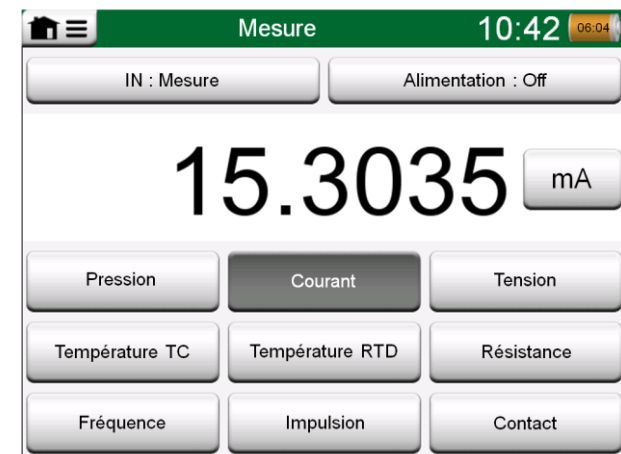 Mesure 10:42 06:04
IN : Mesure Alimentation : Off
15.3035 mA
Pression Courant Tension
Température TC Température RTD Résistance
Fréquence Impulsion Contact